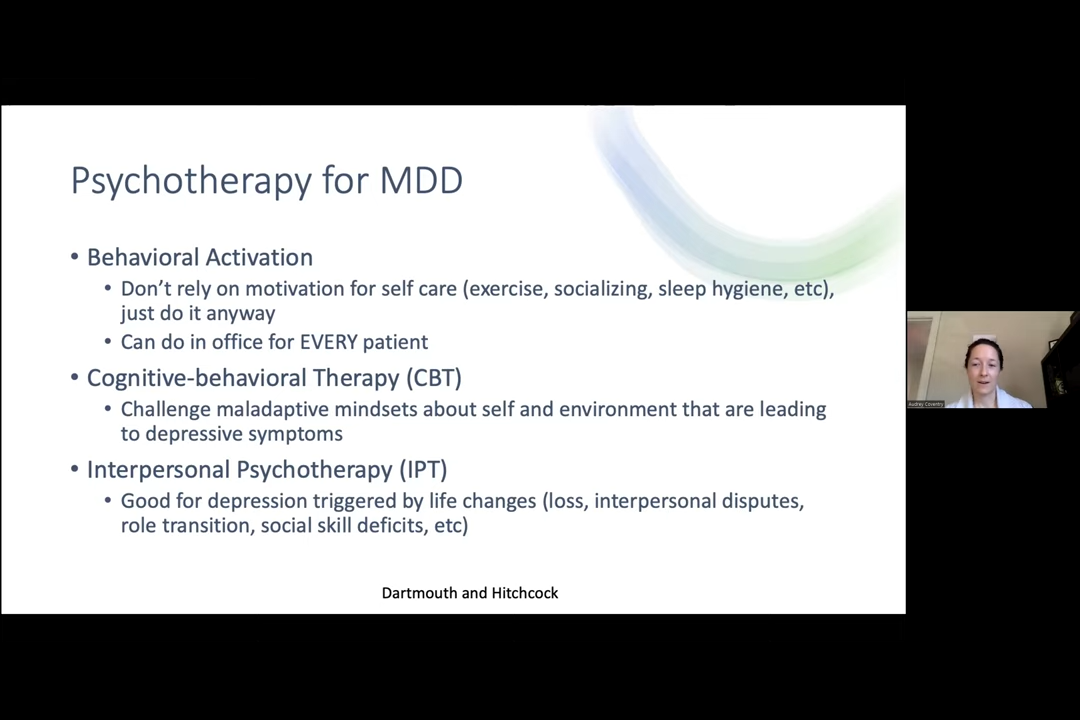 Psychotherapy for MDD
• Behavioral Activation
• Don’t rely on motivation for self care (exercise, socializing, sleep hygiene, etc),
just do it anyway
• Can do in office for EVERY patient
• Cognitive-behavioral Therapy (CBT)
• Challenge maladaptive mindsets about self and environment that are leading
to depressive symptoms
• Interpersonal Psychotherapy (IPT)
• Good for depression triggered by life changes (loss, interpersonal disputes,
role transition, social skill deficits, etc)
Dartmouth and Hitchcock
Audrey Coventry